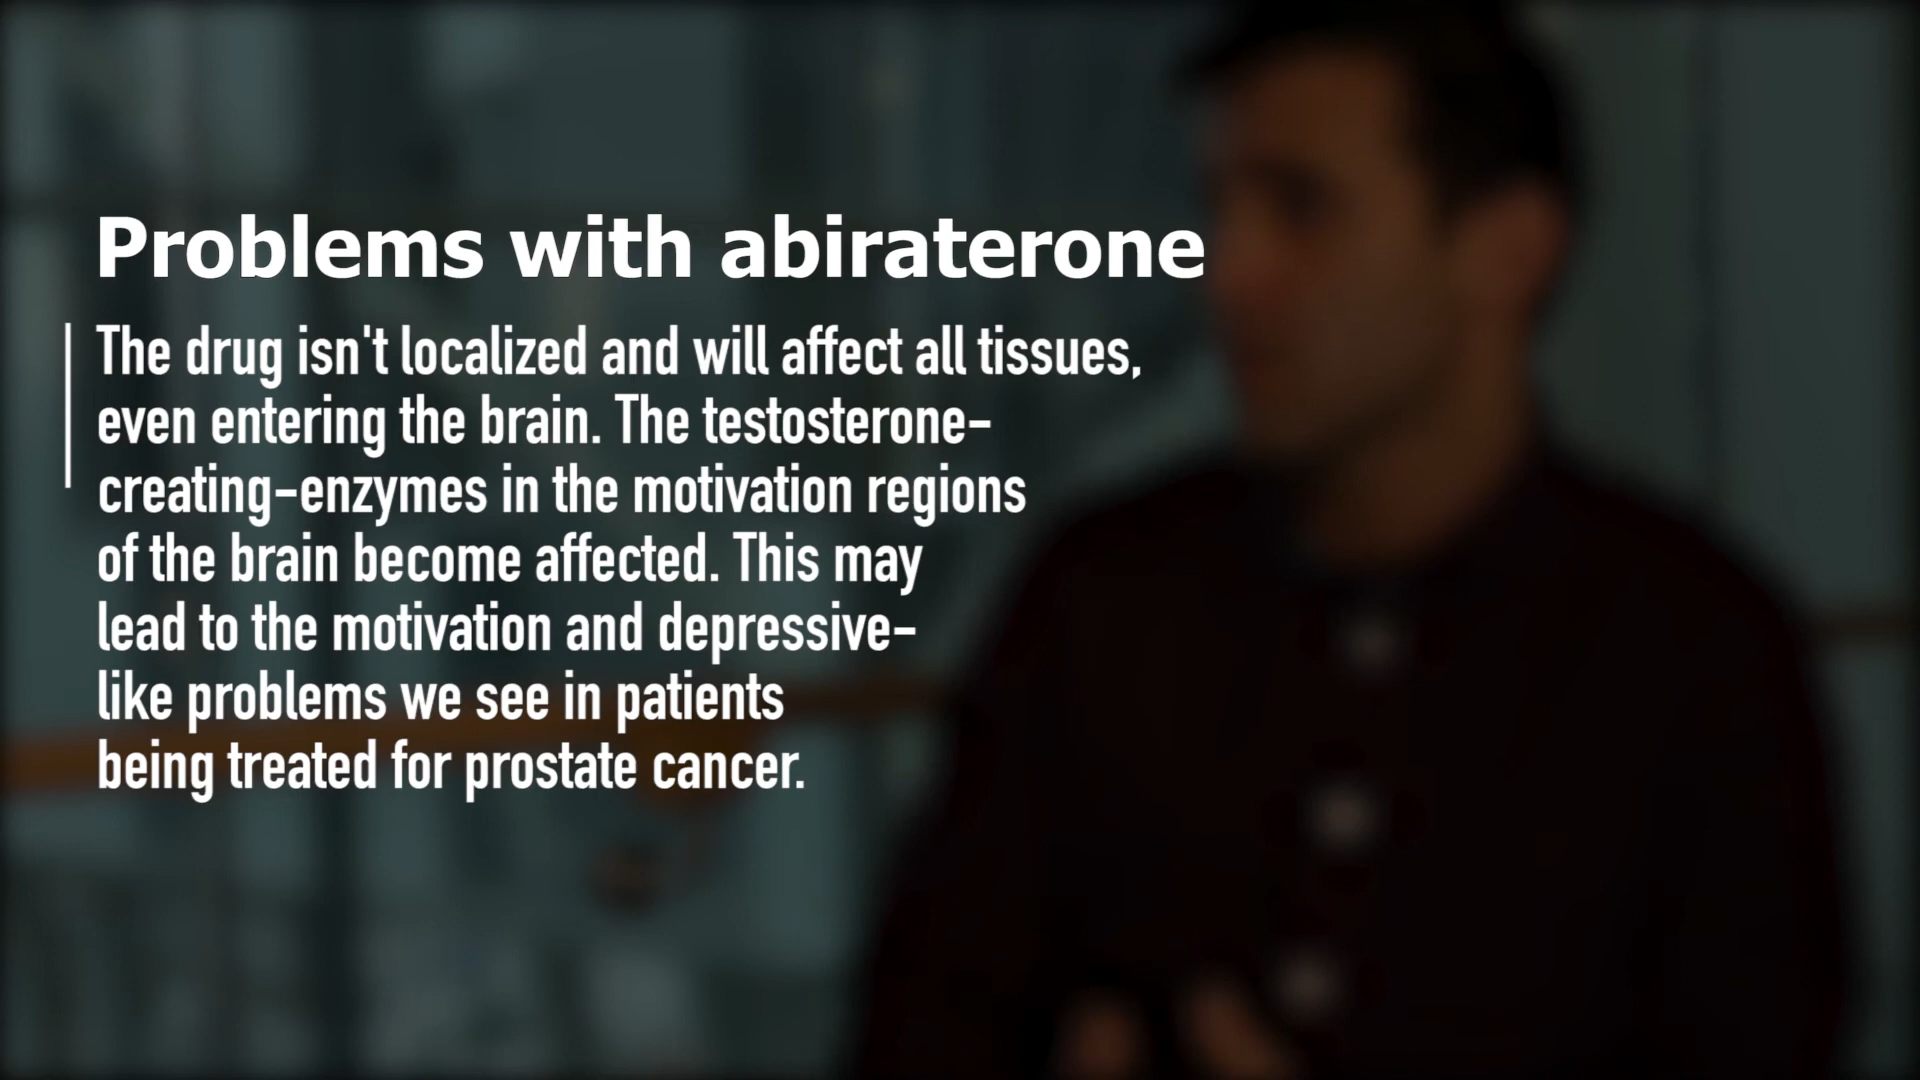 Problems with abiraterone
The drug isn't localized and will affect all tissues,
even entering the brain. The testosterone-
creating-enzymes in the motivation regions
of the brain become affected. This may
lead to the motivation and depressive-
like problems we see in patients
being treated for prostate cancer.